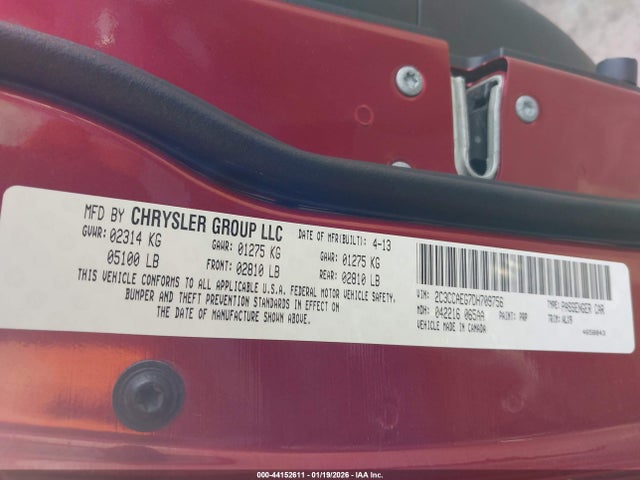 MFD BY CHRYSLER GROUP LLC DATE OF MFR(BUILT): 4-13
GVWR: 02314 KG GAWR: 01275 KG GAWR: 01275 KG
05100 LB FRONT: 02810 LB REAR: 02810 LB
THIS VEHICLE CONFORMS TO ALL APPLICABLE U.S.A. FEDERAL MOTOR VEHICLE SAFETY,
BUMPER AND THEFT PREVENTION STANDARDS IN EFFECT ON
THE DATE OF MANUFACTURE SHOWN ABOVE.
VIN: 2C3CCAEG7DH709756 TYPE: PASSENGER CAR
MDH: 042216 065AA PAINT: PRP TRIM: ALX9
VEHICLE MADE IN CANADA
000-44152611 - 01/19/2026 - IAA Inc.